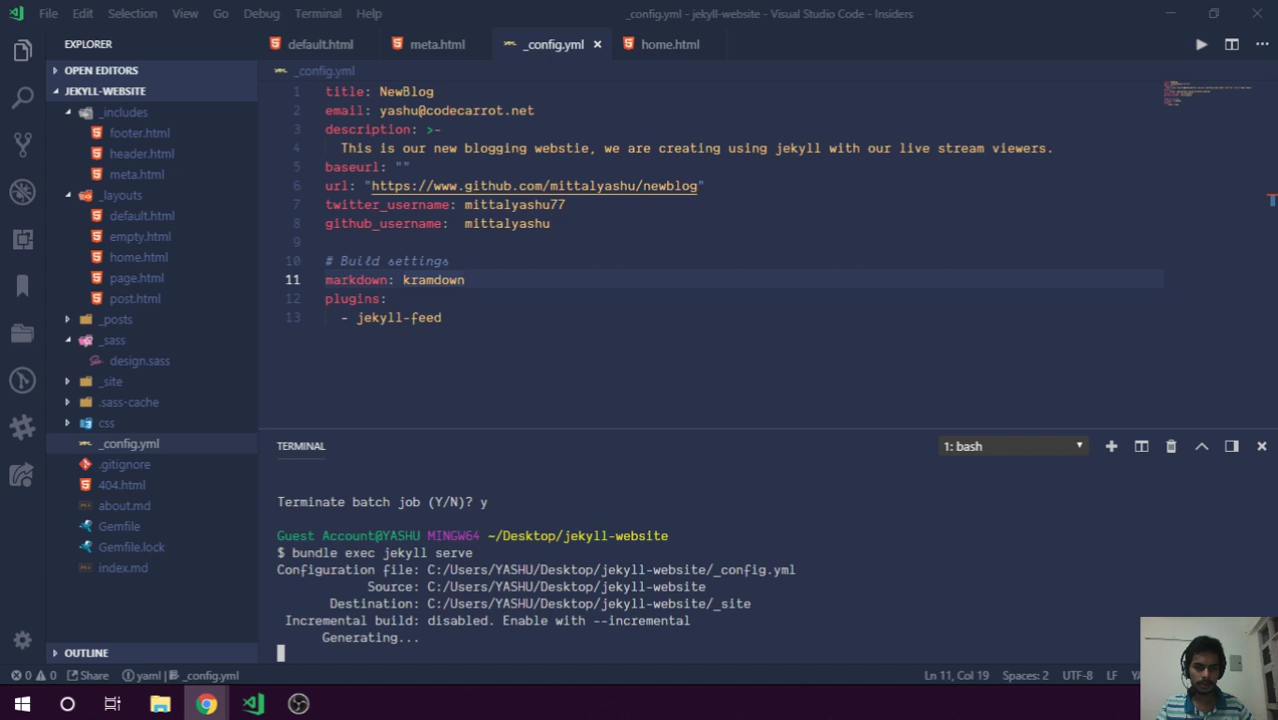 File Edit Selection View Go Debug Terminal Help
_config.yml - jekyll-website - Visual Studio Code - Insiders
EXPLORER
default.html
meta.html
_config.yml
home.html
OPEN EDITORS
JEKYLL-WEBSITE
_includes
footer.html
header.html
meta.html
_layouts
default.html
empty.html
home.html
page.html
post.html
_posts
_sass
design.sass
_site
.sass-cache
css
_config.yml
.gitignore
404.html
about.md
Gemfile
Gemfile.lock
index.md
OUTLINE
_config.yml
1 title: NewBlog
2 email: yashu@codecarrot.net
3 description: >-
4 This is our new blogging webstie, we are creating using jekyll with our live stream viewers.
5 baseurl: ""
6 url: "https://www.github.com/mittalyashu/newblog"
7 twitter_username: mittalyashu77
8 github_username:  mittalyashu
9
10 # Build settings
11 markdown: kramdown
12 plugins:
13 - jekyll-feed
TERMINAL
1: bash
Terminate batch job (Y/N)? y
Guest Account@YASHU MINGW64 ~/Desktop/jekyll-website
$ bundle exec jekyll serve
Configuration file: C:/Users/YASHU/Desktop/jekyll-website/_config.yml
Source: C:/Users/YASHU/Desktop/jekyll-website
Destination: C:/Users/YASHU/Desktop/jekyll-website/_site
Incremental build: disabled. Enable with --incremental
Generating...
0 0 Share yaml | _config.yml
Ln 11, Col 19 Spaces: 2 UTF-8 LF